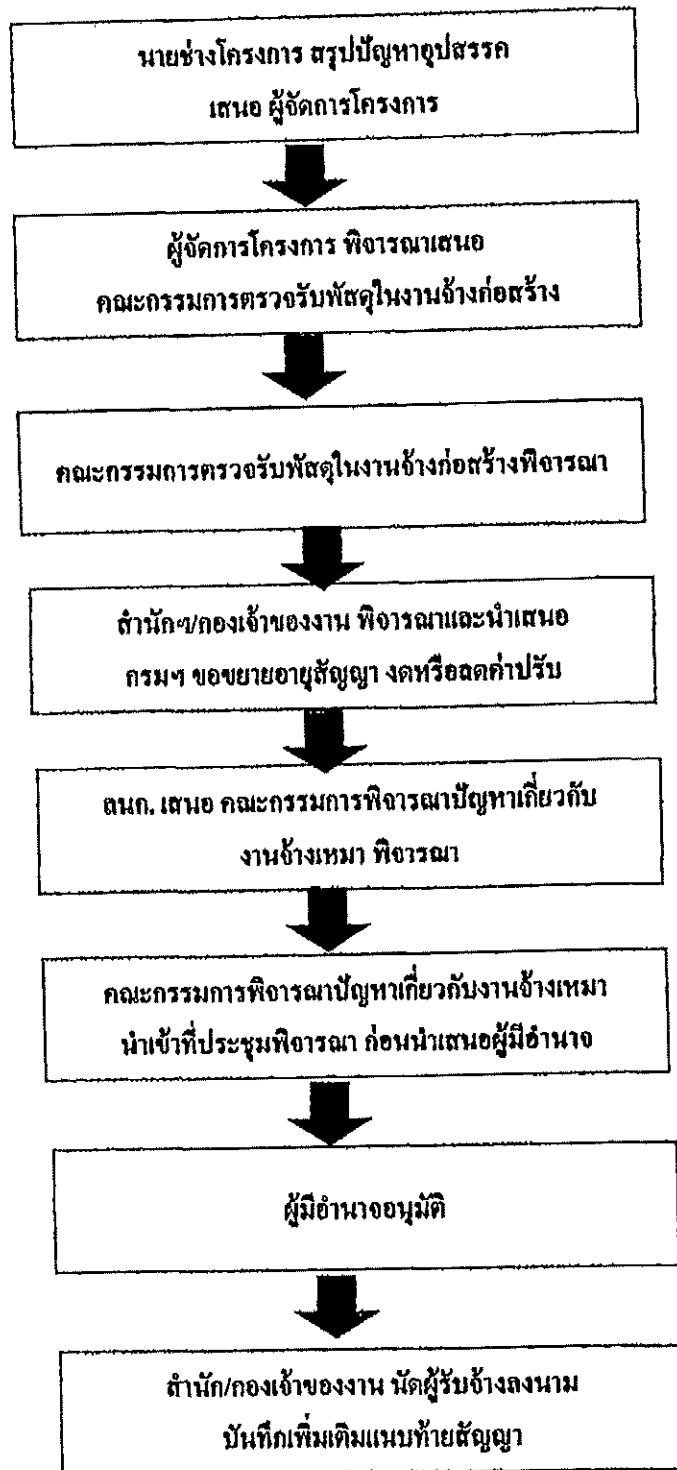 นายช่างโครงการ สรุปปัญหาอุปสรรค
เสนอ ผู้จัดการโครงการ
ผู้จัดการโครงการ พิจารณาเสนอ
คณะกรรมการตรวจรับพัสดุในงานจ้างก่อสร้าง
คณะกรรมการตรวจรับพัสดุในงานจ้างก่อสร้างพิจารณา
สำนักฯ/กองเจ้าของงาน พิจารณาและนำเสนอ
กรมฯ ขอขยายอายุสัญญา งดหรือลดค่าปรับ
สนก. เสนอ คณะกรรมการพิจารณาปัญหาเกี่ยวกับ
งานจ้างเหมา พิจารณา
คณะกรรมการพิจารณาปัญหาเกี่ยวกับงานจ้างเหมา
นำเข้าที่ประชุมพิจารณา ก่อนนำเสนอผู้มีอำนาจ
ผู้มีอำนาจอนุมัติ
สำนัก/กองเจ้าของงาน นัดผู้รับจ้างลงนาม
บันทึกเพิ่มเติมแนบท้ายสัญญา